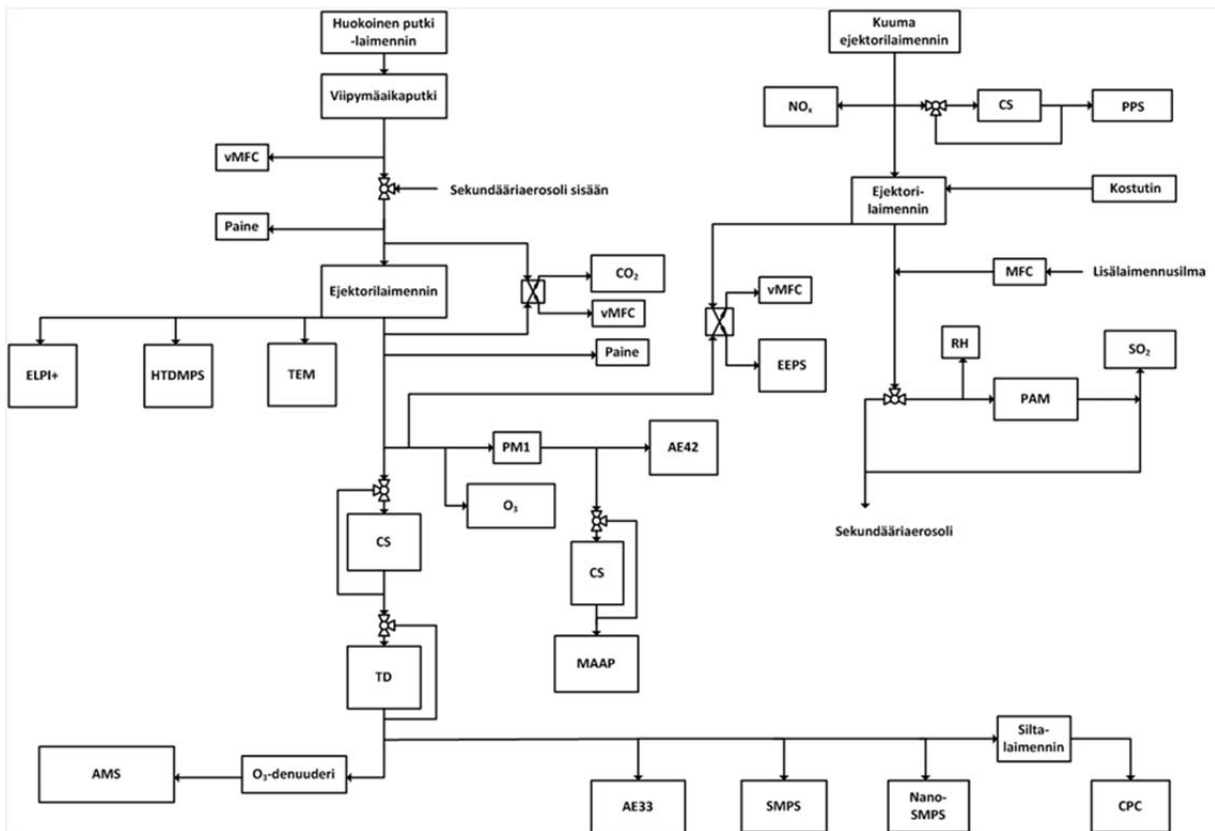 Huokoinen putki
-laimennin
Kuuma
ejektorilaimennin
Viipymäaikaputki
NOₓ
CS
PPS
vMFC
Sekundääriaerosoli sisään
Ejektori-
laimennin
Kostutin
Paine
CO₂
MFC
Lisälaimennusilma
Ejektorilaimennin
vMFC
vMFC
Paine
RH
SO₂
ELPI+
HTDMPS
TEM
EEPS
PAM
PM1
AE42
O₃
Sekundääriaerosoli
CS
CS
MAAP
TD
Silta-
laimennin
AMS
O₃-denuuderi
AE33
SMPS
Nano-
SMPS
CPC